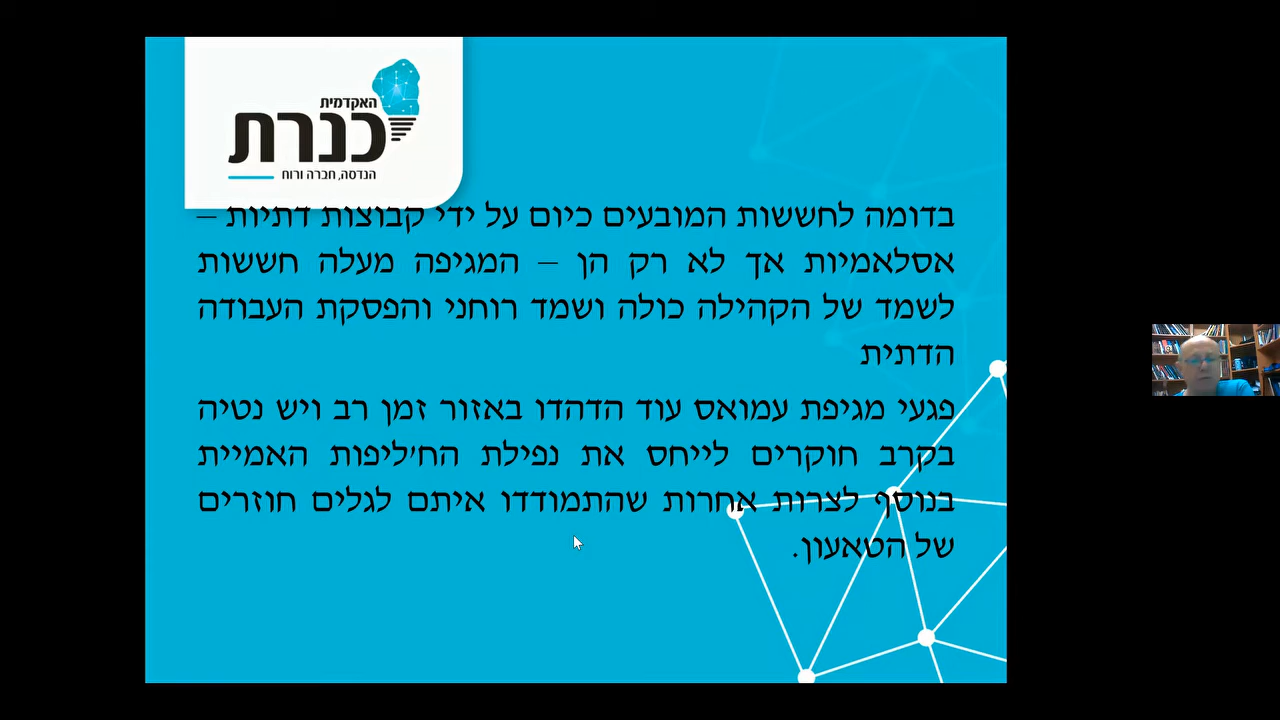 האקדמית
כנרת
הנדסה, חברה ורוח
בדומה לחששות המובעים כיום על ידי קבוצות דתיות –
אסלאמיות אך לא רק הן – המגיפה מעלה חששות
לשמד של הקהילה כולה ושמד רוחני והפסקת העבודה
הדתית
פגעי מגיפת עמואס עוד הדהדו באזור זמן רב ויש נטיה
בקרב חוקרים לייחס את נפילת הח'ליפות האמיית
בנוסף לצרות אחרות שהתמודדו איתם לגלים חוזרים
של הטאעון.